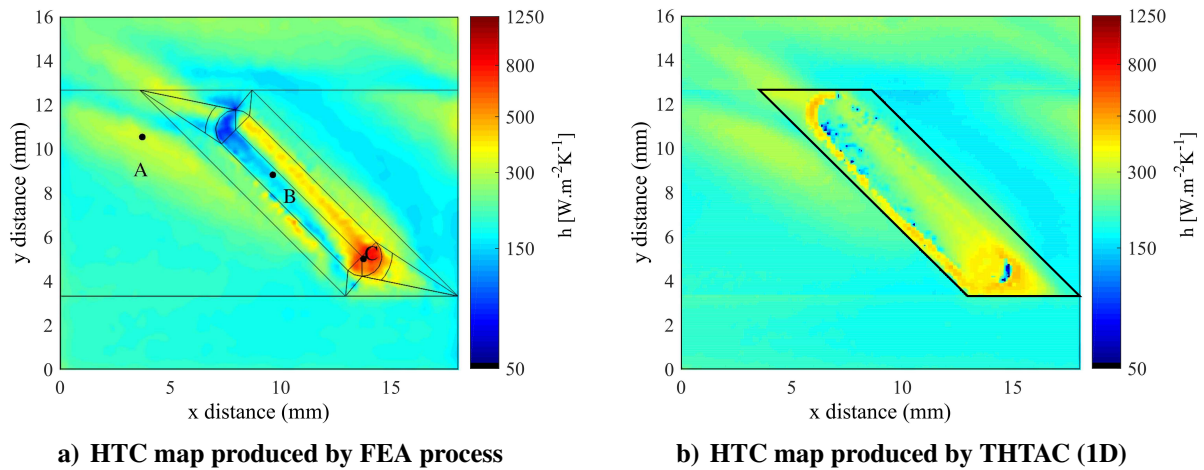 16
14
12
10
8
6
4
2
0
y distance (mm)
A
B
C
0 5 10 15
x distance (mm)
1250
800
500
300
150
50
h [W.m-2K-1]
a) HTC map produced by FEA process
16
14
12
10
8
6
4
2
0
y distance (mm)
0 5 10 15
x distance (mm)
1250
800
500
300
150
50
h [W.m-2K-1]
b) HTC map produced by THTAC (1D)